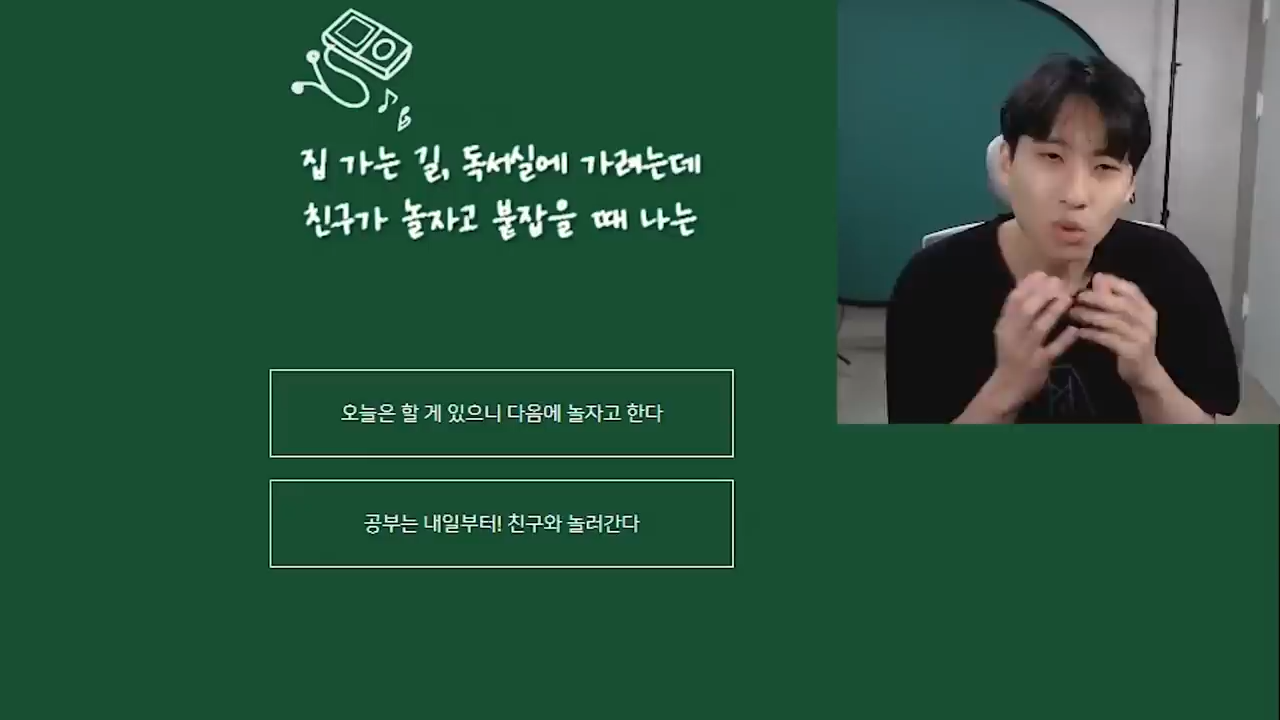 집 가는 길, 독서실에 가려는데
친구가 놀자고 붙잡을 때 나는
오늘은 할 게 있으니 다음에 놀자고 한다
공부는 내일부터! 친구와 놀러간다